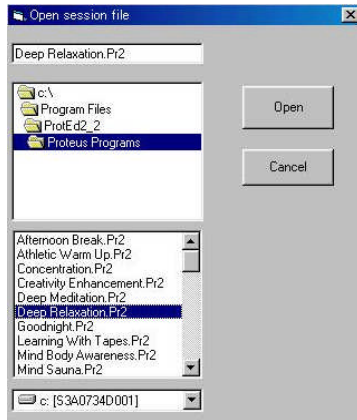 Open session file
Deep Relaxation.Pr2
c:\
Program Files
ProtEd2_2
Proteus Programs
Open
Cancel
Afternoon Break.Pr2
Athletic Warm Up.Pr2
Concentration.Pr2
Creativity Enhancement.Pr2
Deep Meditation.Pr2
Deep Relaxation.Pr2
Goodnight.Pr2
Learning With Tapes.Pr2
Mind Body Awareness.Pr2
Mind Sauna.Pr2
c: [S3A0734D001]